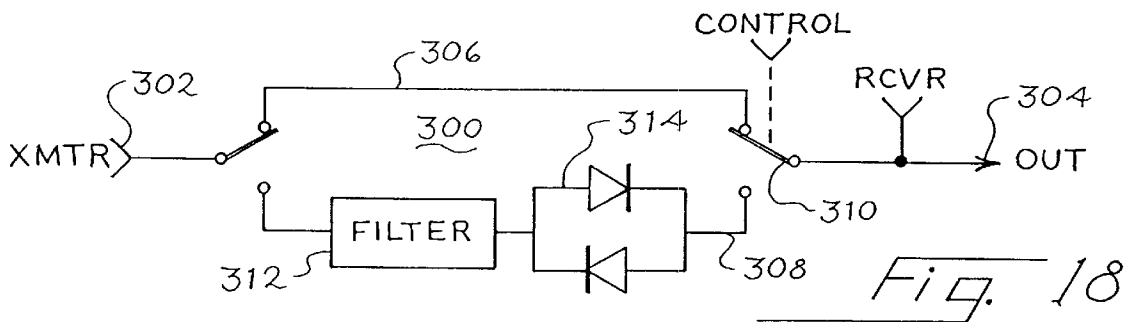 CONTROL
306
RCVR
302
304
300
314
XMTR
OUT
310
FILTER
312
308
Fig. 18